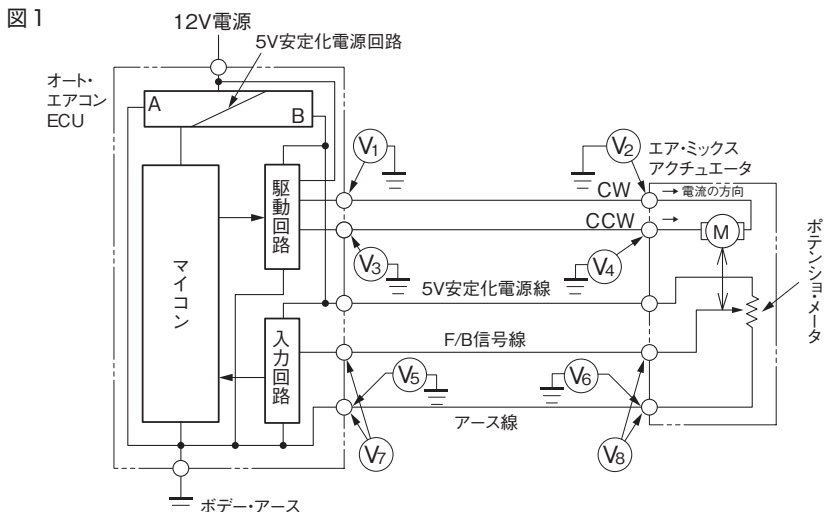 図1
12V電源
5V安定化電源回路
オート・
エアコン
ECU
A
B
V1
V2
エア・ミックス
アクチュエータ
CW
→ 電流の方向
駆動回路
CCW
→
M
V3
V4
ポテンショ・メータ
マイコン
5V安定化電源線
入力回路
F/B信号線
V5
V6
アース線
V7
V8
ボデー・アース